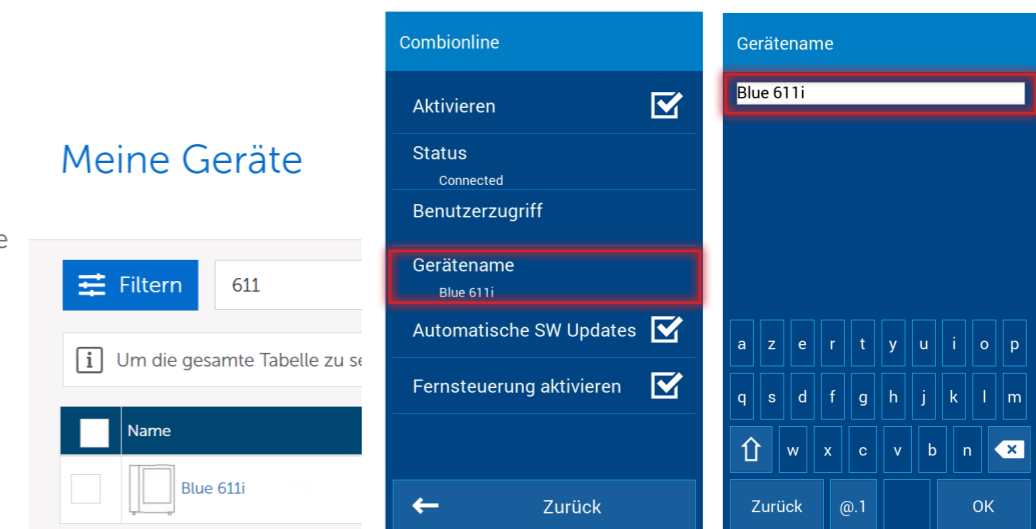 Meine Geräte
e
Filtern
611
Um die gesamte Tabelle zu se
Name
Blue 611i
Combionline
Aktivieren
Status
Connected
Benutzerzugriff
Gerätename
Blue 611i
Automatische SW Updates
Fernsteuerung aktivieren
Zurück
Gerätename
Blue 611i
a z e r t y u i o p
q s d f g h j k l m
w x c v b n
Zurück @.1 OK